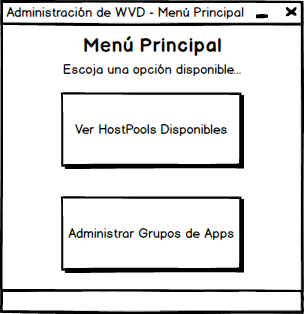 Administración de WVD - Menú Principal
Menú Principal
Escoja una opción disponible...
Ver HostPools Disponibles
Administrar Grupos de Apps